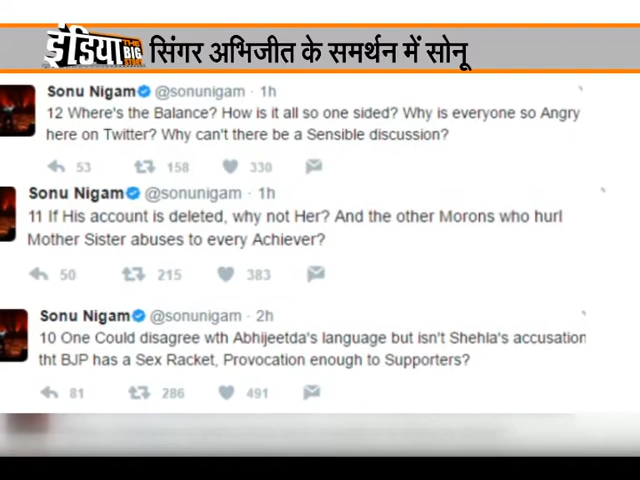 इंडिया THE BIG STORY सिंगर अभिजीत के समर्थन में सोनू
Sonu Nigam @sonunigam · 1h
12 Where's the Balance? How is it all so one sided? Why is everyone so Angry
here on Twitter? Why can't there be a Sensible discussion?
53 158 330
Sonu Nigam @sonunigam · 1h
11 If His account is deleted, why not Her? And the other Morons who hurl
Mother Sister abuses to every Achiever?
50 215 383
Sonu Nigam @sonunigam · 2h
10 One Could disagree wth Abhijeetda's language but isn't Shehla's accusation
tht BJP has a Sex Racket, Provocation enough to Supporters?
81 286 491